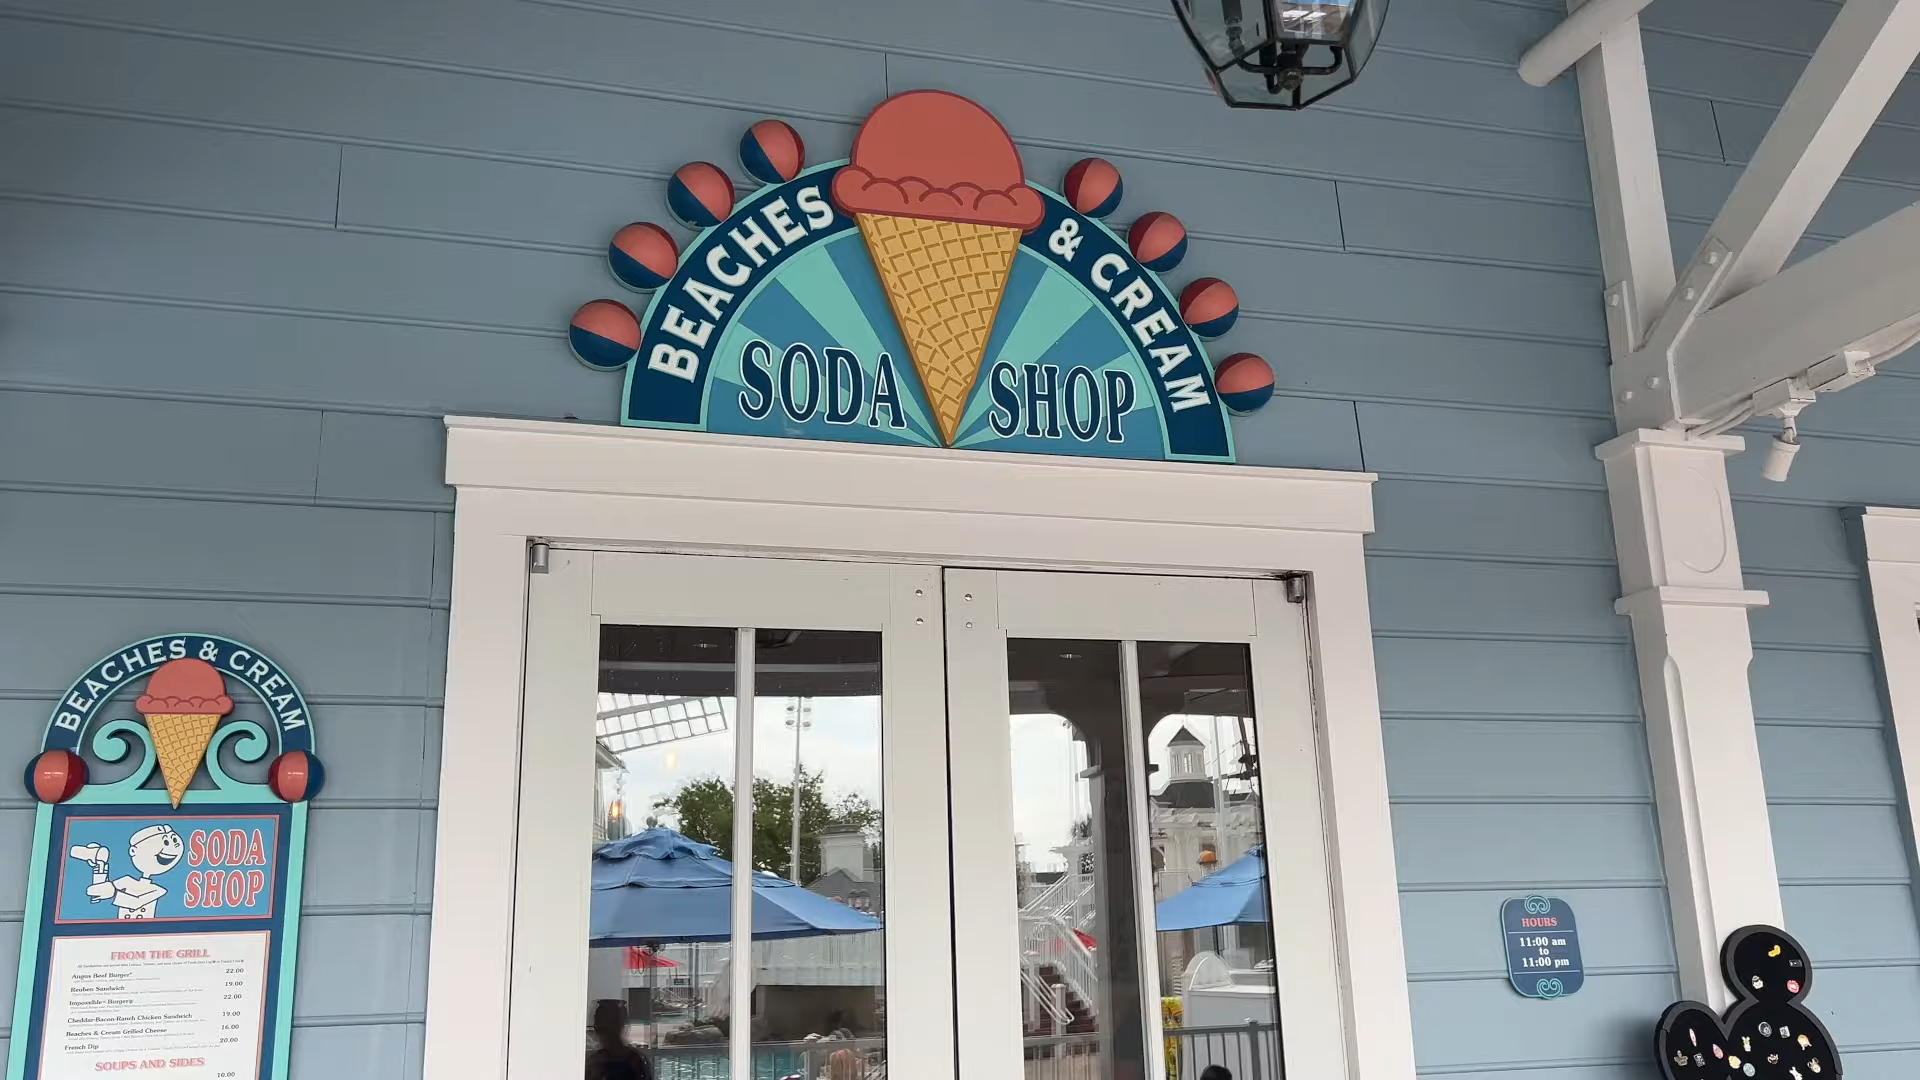 BEACHES & CREAM
SODA SHOP
BEACHES & CREAM
SODA
SHOP
FROM THE GRILL
Angus Beef Burger* 22.00
Reuben Sandwich 19.00
Impossible™ Burger† 22.00
Cheddar-Bacon-Ranch Chicken Sandwich 19.00
Beaches & Cream Grilled Cheese 16.00
French Dip 20.00
SOUPS AND SIDES
10.00
HOURS
11:00 am
to
11:00 pm